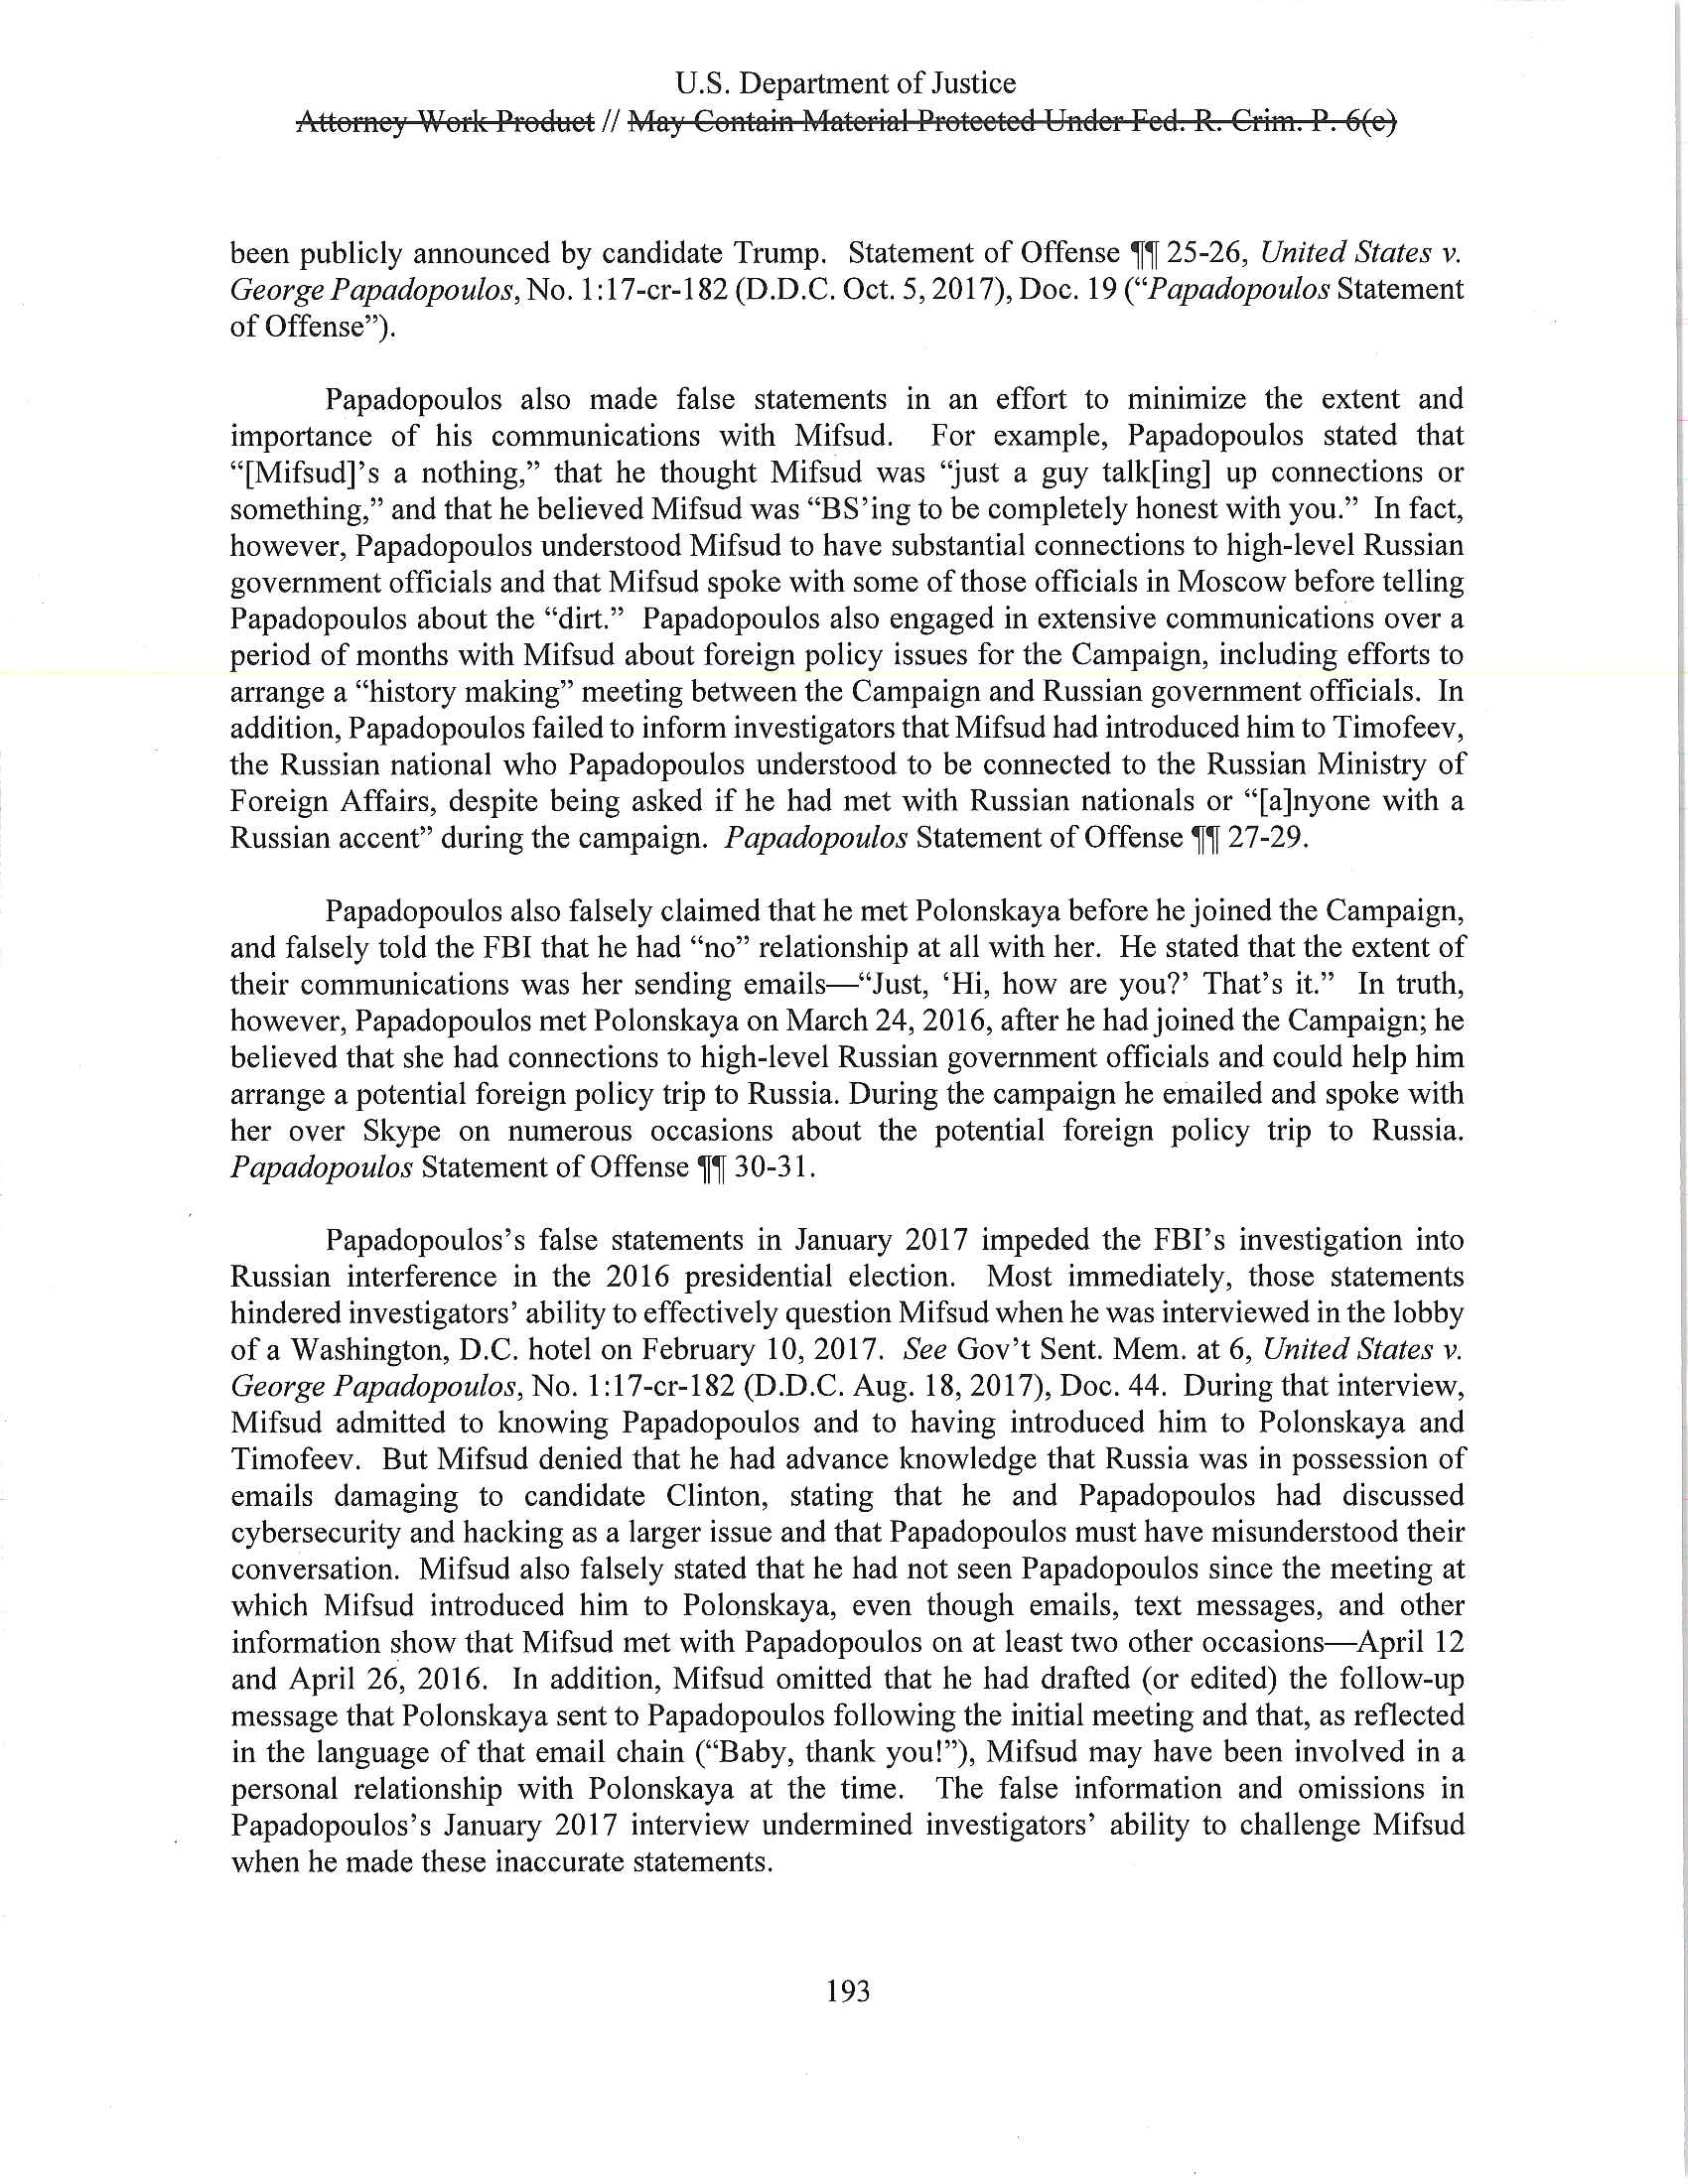 U.S. Department of Justice
Attorney Work Product // May Contain Material Protected Under Fed. R. Crim. P. 6(e)
been publicly announced by candidate Trump. Statement of Offense ¶¶ 25-26, United States v.
George Papadopoulos, No. 1:17-cr-182 (D.D.C. Oct. 5, 2017), Doc. 19 (“Papadopoulos Statement
of Offense”).
Papadopoulos also made false statements in an effort to minimize the extent and
importance of his communications with Mifsud. For example, Papadopoulos stated that
“[Mifsud]’s a nothing,” that he thought Mifsud was “just a guy talk[ing] up connections or
something,” and that he believed Mifsud was “BS’ing to be completely honest with you.” In fact,
however, Papadopoulos understood Mifsud to have substantial connections to high-level Russian
government officials and that Mifsud spoke with some of those officials in Moscow before telling
Papadopoulos about the “dirt.” Papadopoulos also engaged in extensive communications over a
period of months with Mifsud about foreign policy issues for the Campaign, including efforts to
arrange a “history making” meeting between the Campaign and Russian government officials. In
addition, Papadopoulos failed to inform investigators that Mifsud had introduced him to Timofeev,
the Russian national who Papadopoulos understood to be connected to the Russian Ministry of
Foreign Affairs, despite being asked if he had met with Russian nationals or “[a]nyone with a
Russian accent” during the campaign. Papadopoulos Statement of Offense ¶¶ 27-29.
Papadopoulos also falsely claimed that he met Polonskaya before he joined the Campaign,
and falsely told the FBI that he had “no” relationship at all with her. He stated that the extent of
their communications was her sending emails—“Just, ‘Hi, how are you?’ That’s it.” In truth,
however, Papadopoulos met Polonskaya on March 24, 2016, after he had joined the Campaign; he
believed that she had connections to high-level Russian government officials and could help him
arrange a potential foreign policy trip to Russia. During the campaign he emailed and spoke with
her over Skype on numerous occasions about the potential foreign policy trip to Russia.
Papadopoulos Statement of Offense ¶¶ 30-31.
Papadopoulos’s false statements in January 2017 impeded the FBI’s investigation into
Russian interference in the 2016 presidential election. Most immediately, those statements
hindered investigators’ ability to effectively question Mifsud when he was interviewed in the lobby
of a Washington, D.C. hotel on February 10, 2017. See Gov’t Sent. Mem. at 6, United States v.
George Papadopoulos, No. 1:17-cr-182 (D.D.C. Aug. 18, 2017), Doc. 44. During that interview,
Mifsud admitted to knowing Papadopoulos and to having introduced him to Polonskaya and
Timofeev. But Mifsud denied that he had advance knowledge that Russia was in possession of
emails damaging to candidate Clinton, stating that he and Papadopoulos had discussed
cybersecurity and hacking as a larger issue and that Papadopoulos must have misunderstood their
conversation. Mifsud also falsely stated that he had not seen Papadopoulos since the meeting at
which Mifsud introduced him to Polonskaya, even though emails, text messages, and other
information show that Mifsud met with Papadopoulos on at least two other occasions—April 12
and April 26, 2016. In addition, Mifsud omitted that he had drafted (or edited) the follow-up
message that Polonskaya sent to Papadopoulos following the initial meeting and that, as reflected
in the language of that email chain (“Baby, thank you!”), Mifsud may have been involved in a
personal relationship with Polonskaya at the time. The false information and omissions in
Papadopoulos’s January 2017 interview undermined investigators’ ability to challenge Mifsud
when he made these inaccurate statements.
193